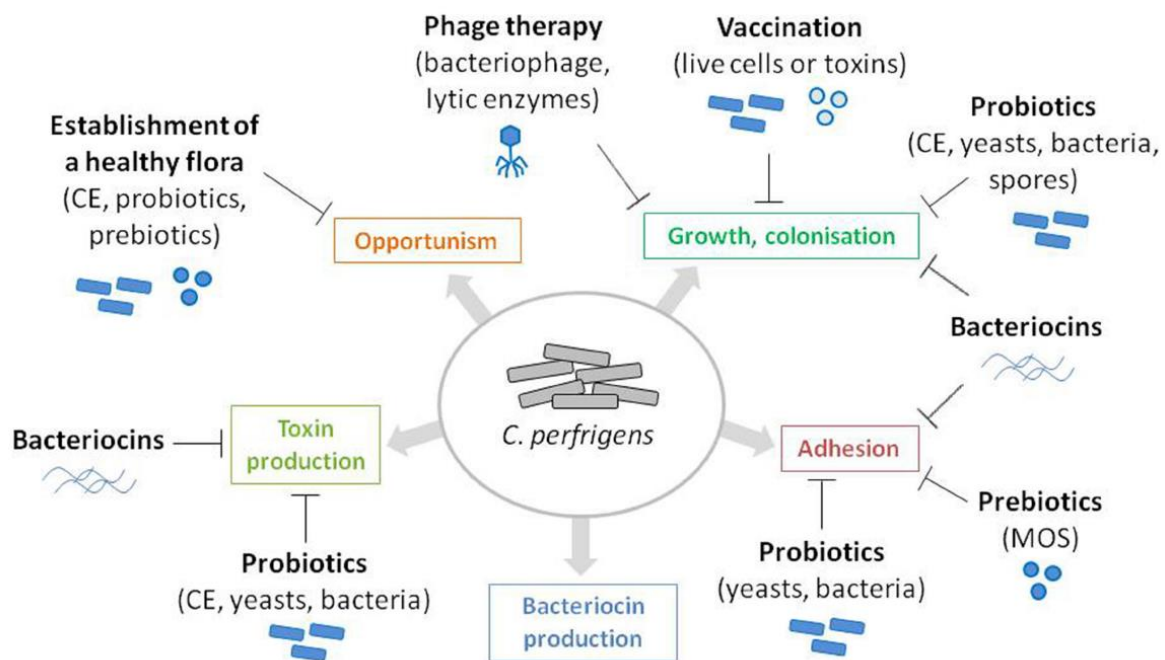 Phage therapy
(bacteriophage,
lytic enzymes)
Vaccination
(live cells or toxins)
Probiotics
(CE, yeasts, bacteria,
spores)
Establishment of
a healthy flora
(CE, probiotics,
prebiotics)
Opportunism
Growth, colonisation
Bacteriocins
C. perfrigens
Bacteriocins
Toxin
production
Adhesion
Prebiotics
(MOS)
Probiotics
(CE, yeasts, bacteria)
Bacteriocin
production
Probiotics
(yeasts, bacteria)